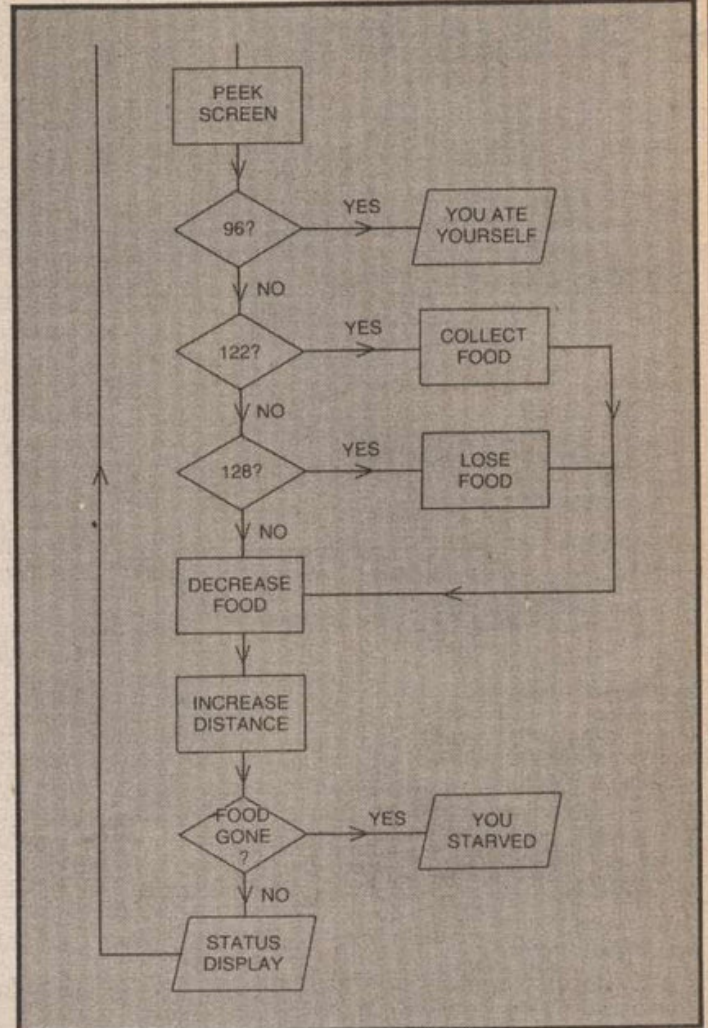 PEEK
SCREEN
96?
YES
YOU ATE
YOURSELF
NO
122?
YES
COLLECT
FOOD
NO
128?
YES
LOSE
FOOD
NO
DECREASE
FOOD
INCREASE
DISTANCE
FOOD
GONE
?
YES
YOU
STARVED
NO
STATUS
DISPLAY